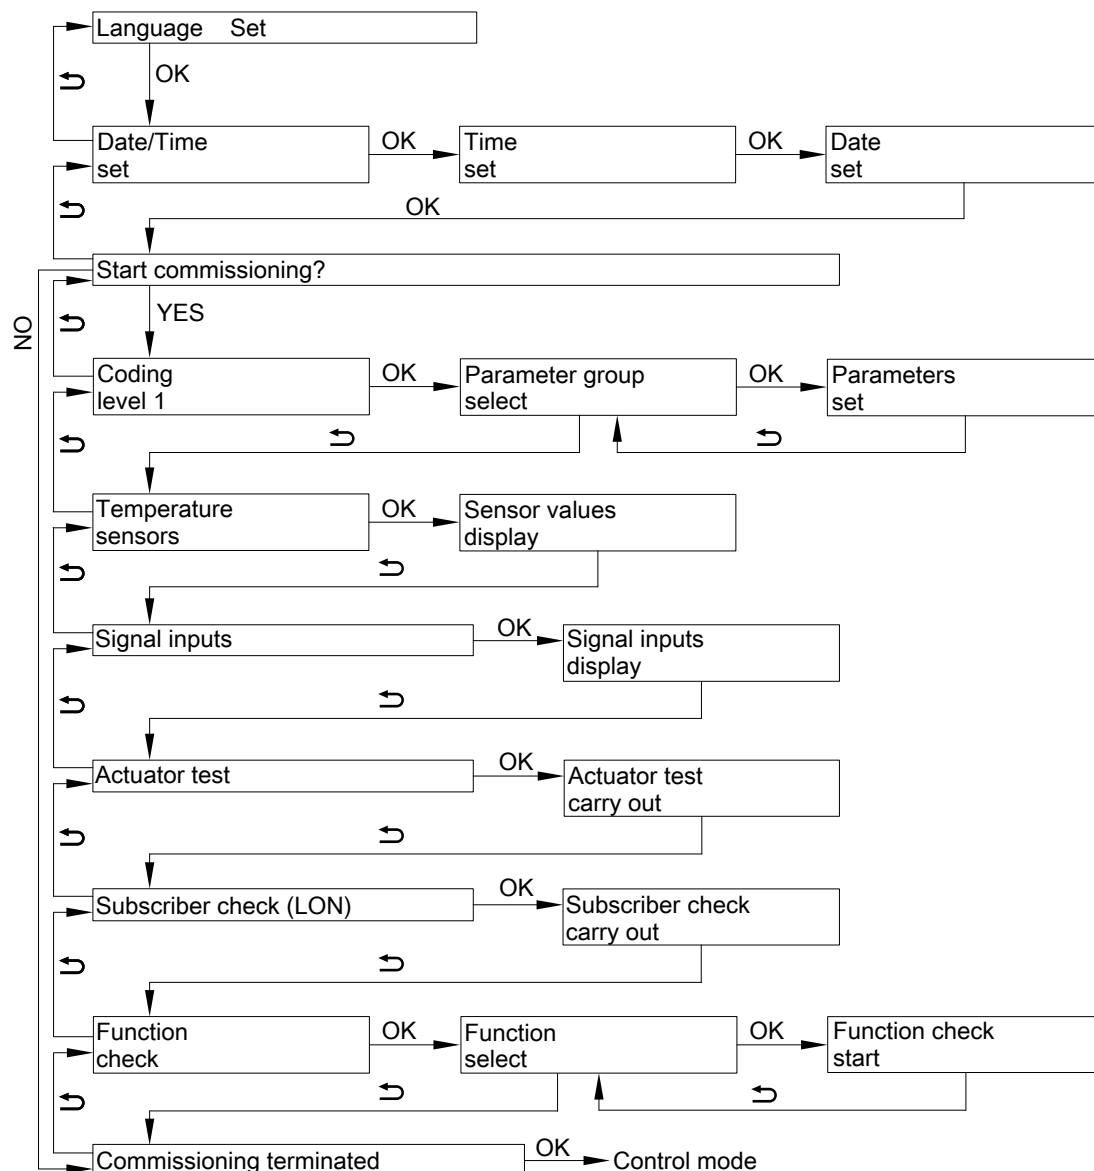 Language Set
OK
Date/Time
set
OK
Time
set
OK
Date
set
OK
Start commissioning?
NO
YES
Coding
level 1
OK
Parameter group
select
OK
Parameters
set
Temperature
sensors
OK
Sensor values
display
Signal inputs
OK
Signal inputs
display
Actuator test
OK
Actuator test
carry out
Subscriber check (LON)
OK
Subscriber check
carry out
Function
check
OK
Function
select
OK
Function check
start
Commissioning terminated
OK
Control mode